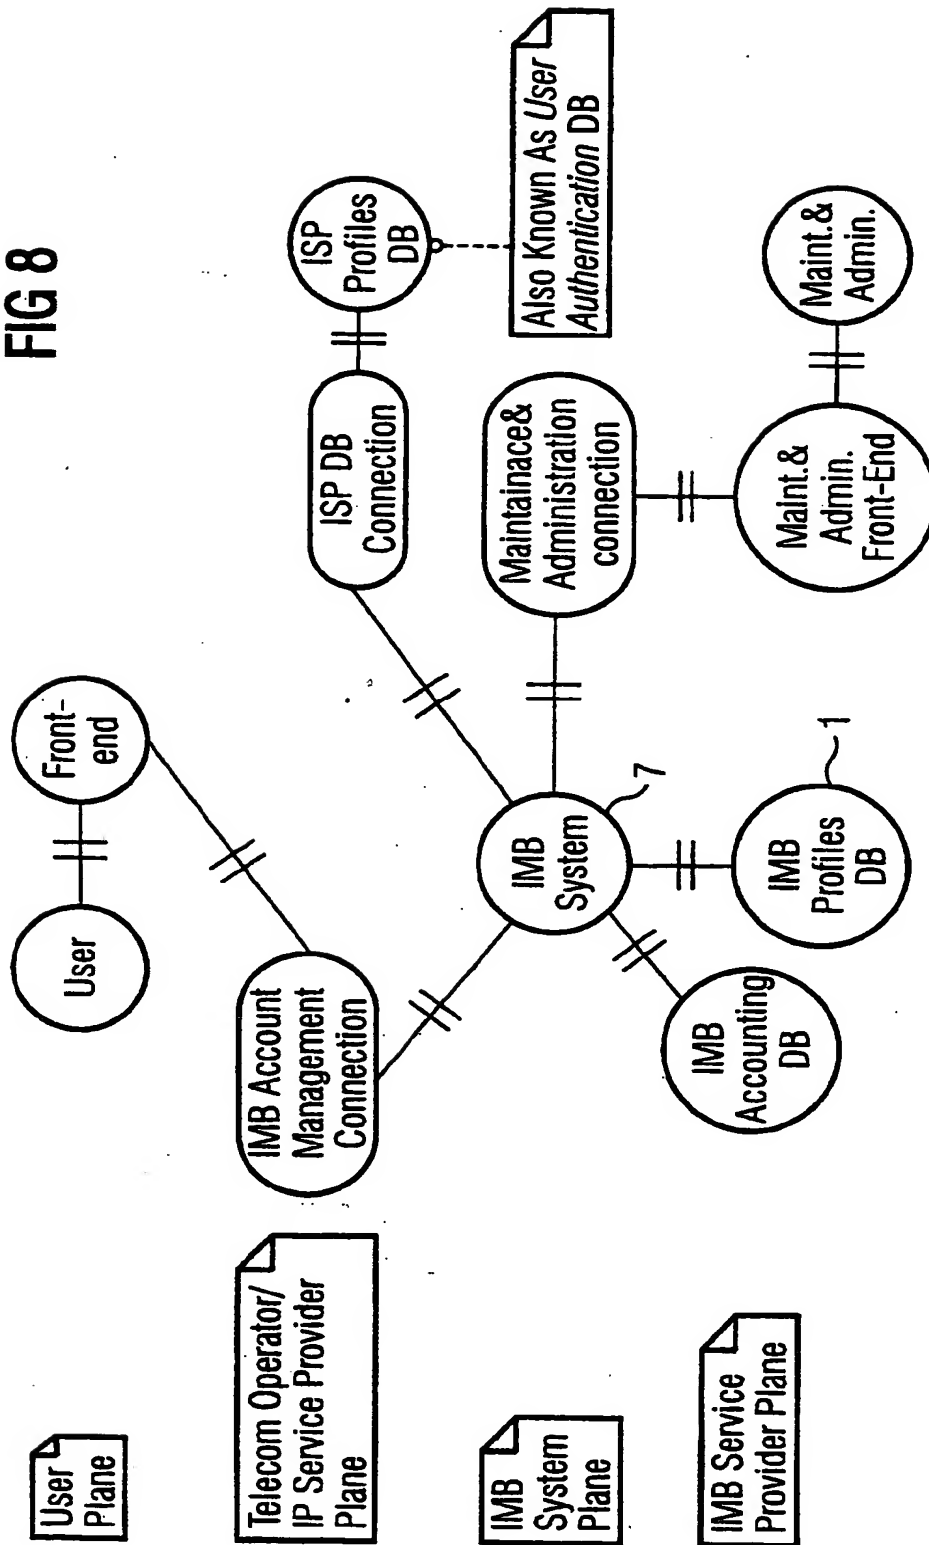 FIG 8
User
Plane
User
Front-
end
Telecom Operator/
IP Service Provider
Plane
IMB Account
Management
Connection
ISP DB
Connection
ISP
Profiles
DB
Also Known As User
Authentication DB
IMB
System
Plane
IMB
System
7
Maintainace&
Administration
connection
IMB Service
Provider Plane
IMB
Accounting
DB
IMB
Profiles
DB
1
Maint.&
Admin.
Front-End
Maint.&
Admin.